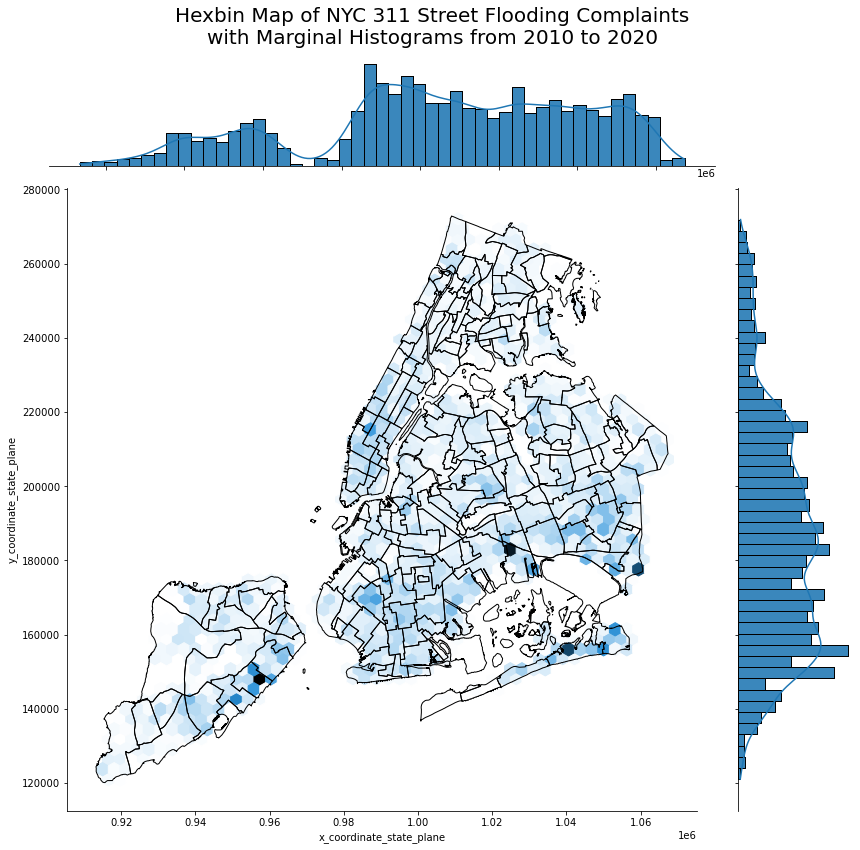 Hexbin Map of NYC 311 Street Flooding Complaints
with Marginal Histograms from 2010 to 2020
1e6
280000
260000
240000
220000
200000
180000
160000
140000
120000
y_coordinate_state_plane
0.92 0.94 0.96 0.98 1.00 1.02 1.04 1.06
x_coordinate_state_plane
1e6